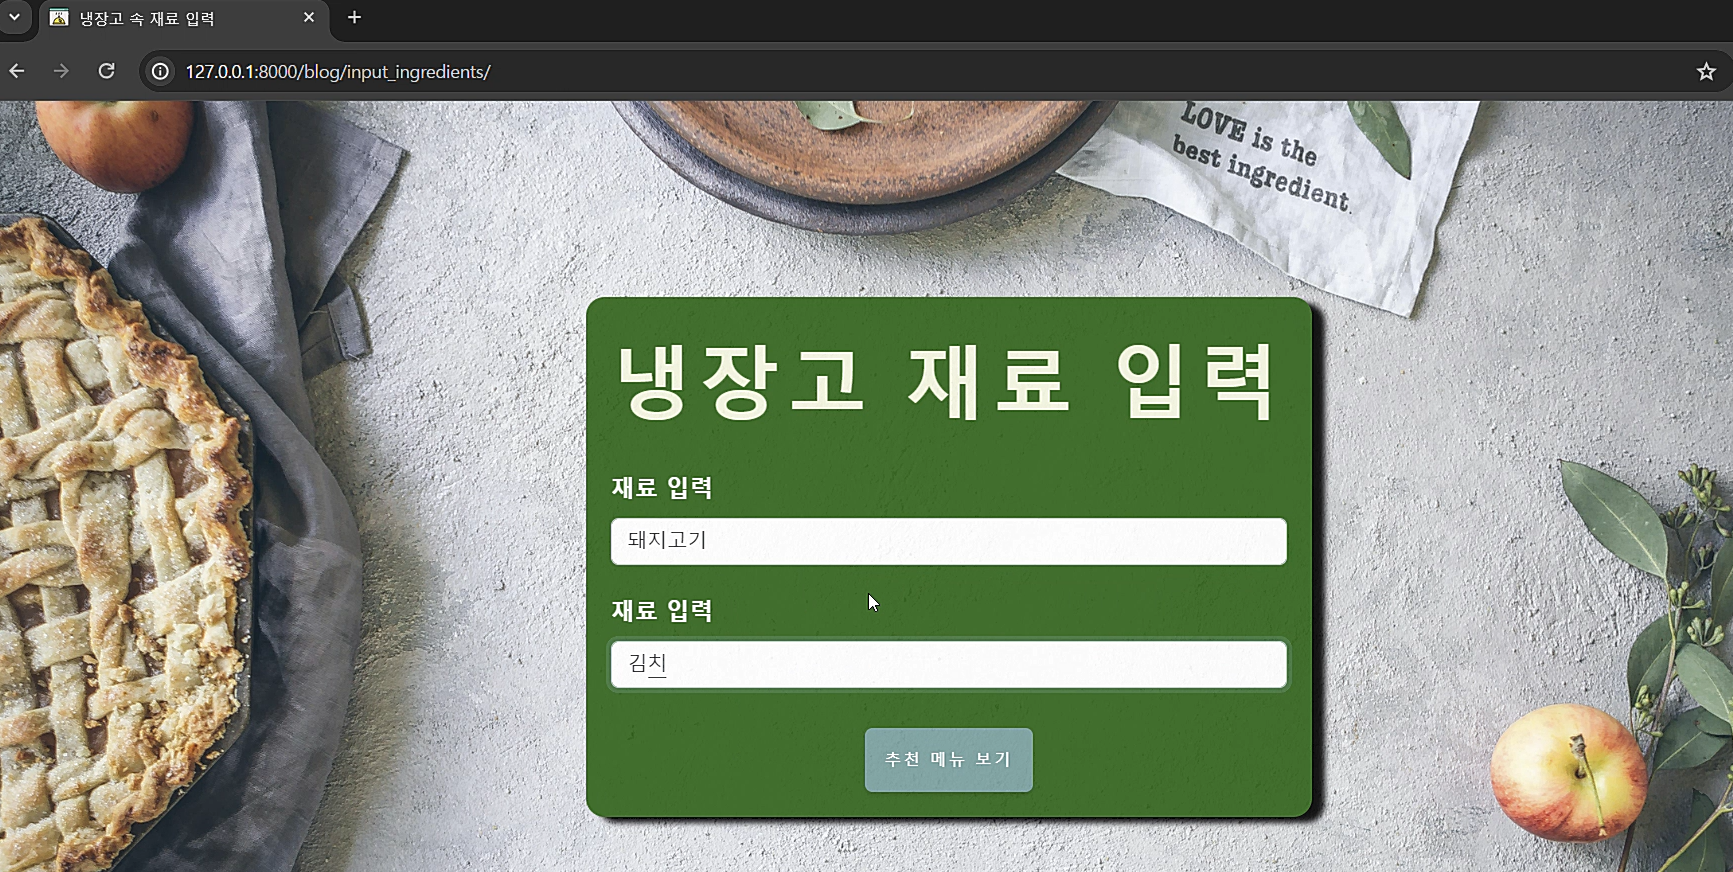 냉장고 속 재료 입력
127.0.0.1:8000/blog/input_ingredients/
LOVE is the
best ingredient.
냉장고 재료 입력
재료 입력
돼지고기
재료 입력
김치
추천 메뉴 보기